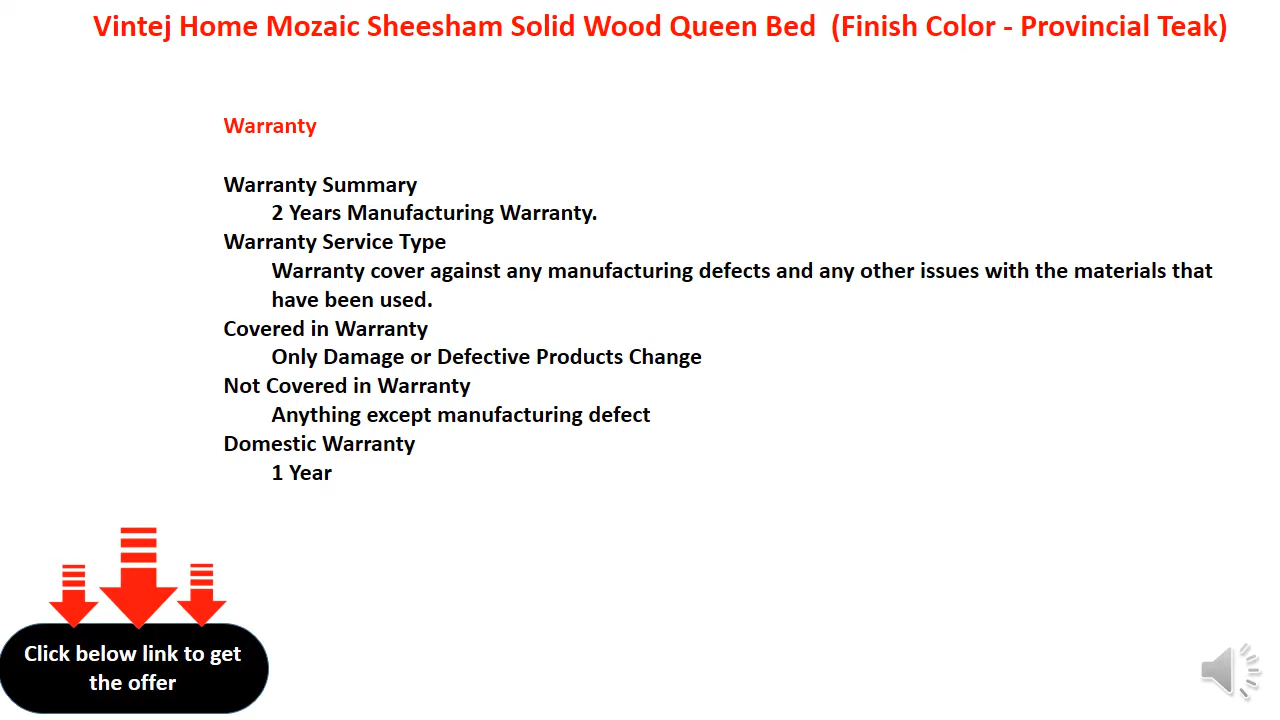 Vintej Home Mozaic Sheesham Solid Wood Queen Bed  (Finish Color - Provincial Teak)
Warranty
Warranty Summary
2 Years Manufacturing Warranty.
Warranty Service Type
Warranty cover against any manufacturing defects and any other issues with the materials that
have been used.
Covered in Warranty
Only Damage or Defective Products Change
Not Covered in Warranty
Anything except manufacturing defect
Domestic Warranty
1 Year
Click below link to get
the offer